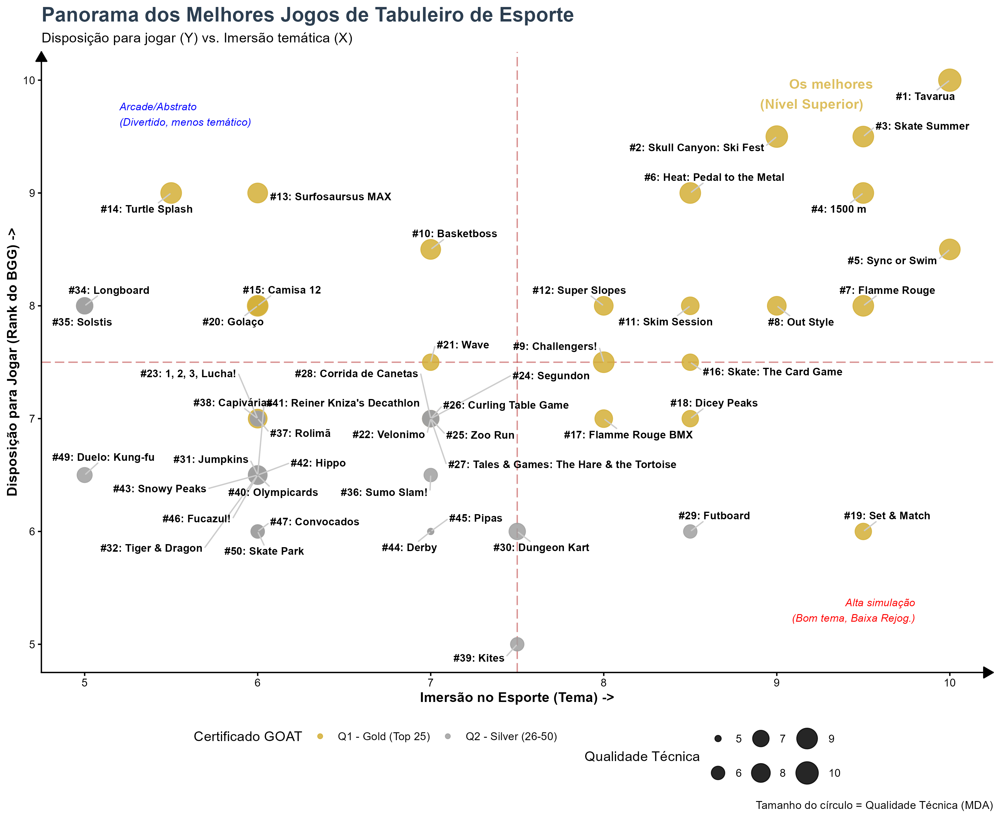 Panorama dos Melhores Jogos de Tabuleiro de Esporte
Disposição para jogar (Y) vs. Imersão temática (X)
Disposição para Jogar (Rank do BGG) ->
10
9
8
7
6
5
Arcade/Abstrato
(Divertido, menos temático)
Os melhores
(Nível Superior)
#1: Tavarua
#3: Skate Summer
#2: Skull Canyon: Ski Fest
#6: Heat: Pedal to the Metal
#14: Turtle Splash
#13: Surfosaursus MAX
#4: 1500 m
#10: Basketboss
#5: Sync or Swim
#34: Longboard
#15: Camisa 12
#12: Super Slopes
#7: Flamme Rouge
#35: Solstis
#20: Golaço
#11: Skim Session
#8: Out Style
#21: Wave
#9: Challengers!
#23: 1, 2, 3, Lucha!
#28: Corrida de Canetas
#24: Segundon
#16: Skate: The Card Game
#38: Capivárias
#41: Reiner Kniza's Decathlon
#26: Curling Table Game
#18: Dicey Peaks
#37: Rolimã
#22: Velonimo
#25: Zoo Run
#17: Flamme Rouge BMX
#49: Duelo: Kung-fu
#31: Jumpkins
#42: Hippo
#27: Tales & Games: The Hare & the Tortoise
#43: Snowy Peaks
#40: Olympicards
#36: Sumo Slam!
#46: Fucazul!
#47: Convocados
#45: Pipas
#29: Futboard
#19: Set & Match
#32: Tiger & Dragon
#50: Skate Park
#44: Derby
#30: Dungeon Kart
Alta simulação
(Bom tema, Baixa Rejog.)
#39: Kites
5
6
7
8
9
10
Imersão no Esporte (Tema) ->
Certificado GOAT
Q1 - Gold (Top 25)
Q2 - Silver (26-50)
Qualidade Técnica
5
7
9
6
8
10
Tamanho do círculo = Qualidade Técnica (MDA)